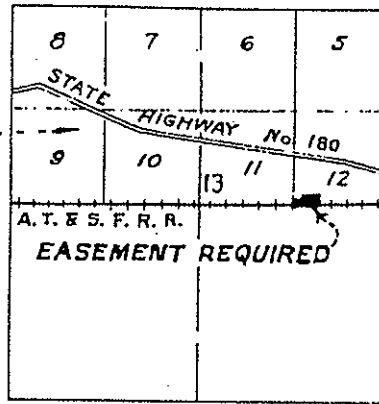 8 7 6 5
STATE HIGHWAY No. 180
9 10 11 12
13
A. T. & S. F. R. R.
EASEMENT REQUIRED